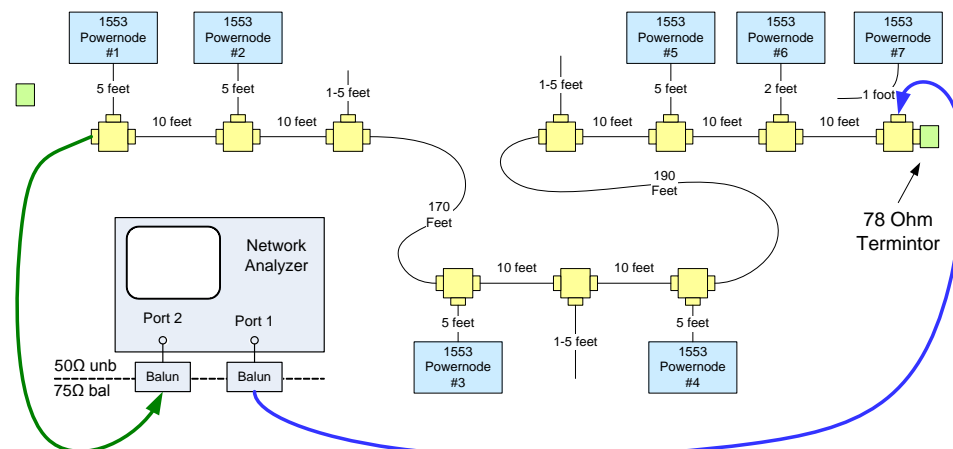 1553
Powernode
#1
1553
Powernode
#2
1553
Powernode
#5
1553
Powernode
#6
1553
Powernode
#7
5 feet
5 feet
1-5 feet
1-5 feet
5 feet
2 feet
1 foot
10 feet
10 feet
10 feet
10 feet
10 feet
170
Feet
190
Feet
78 Ohm
Termintor
Network
Analyzer
Port 2
Port 1
10 feet
10 feet
5 feet
1-5 feet
5 feet
1553
Powernode
#3
1553
Powernode
#4
50Ω unb
75Ω bal
Balun
Balun